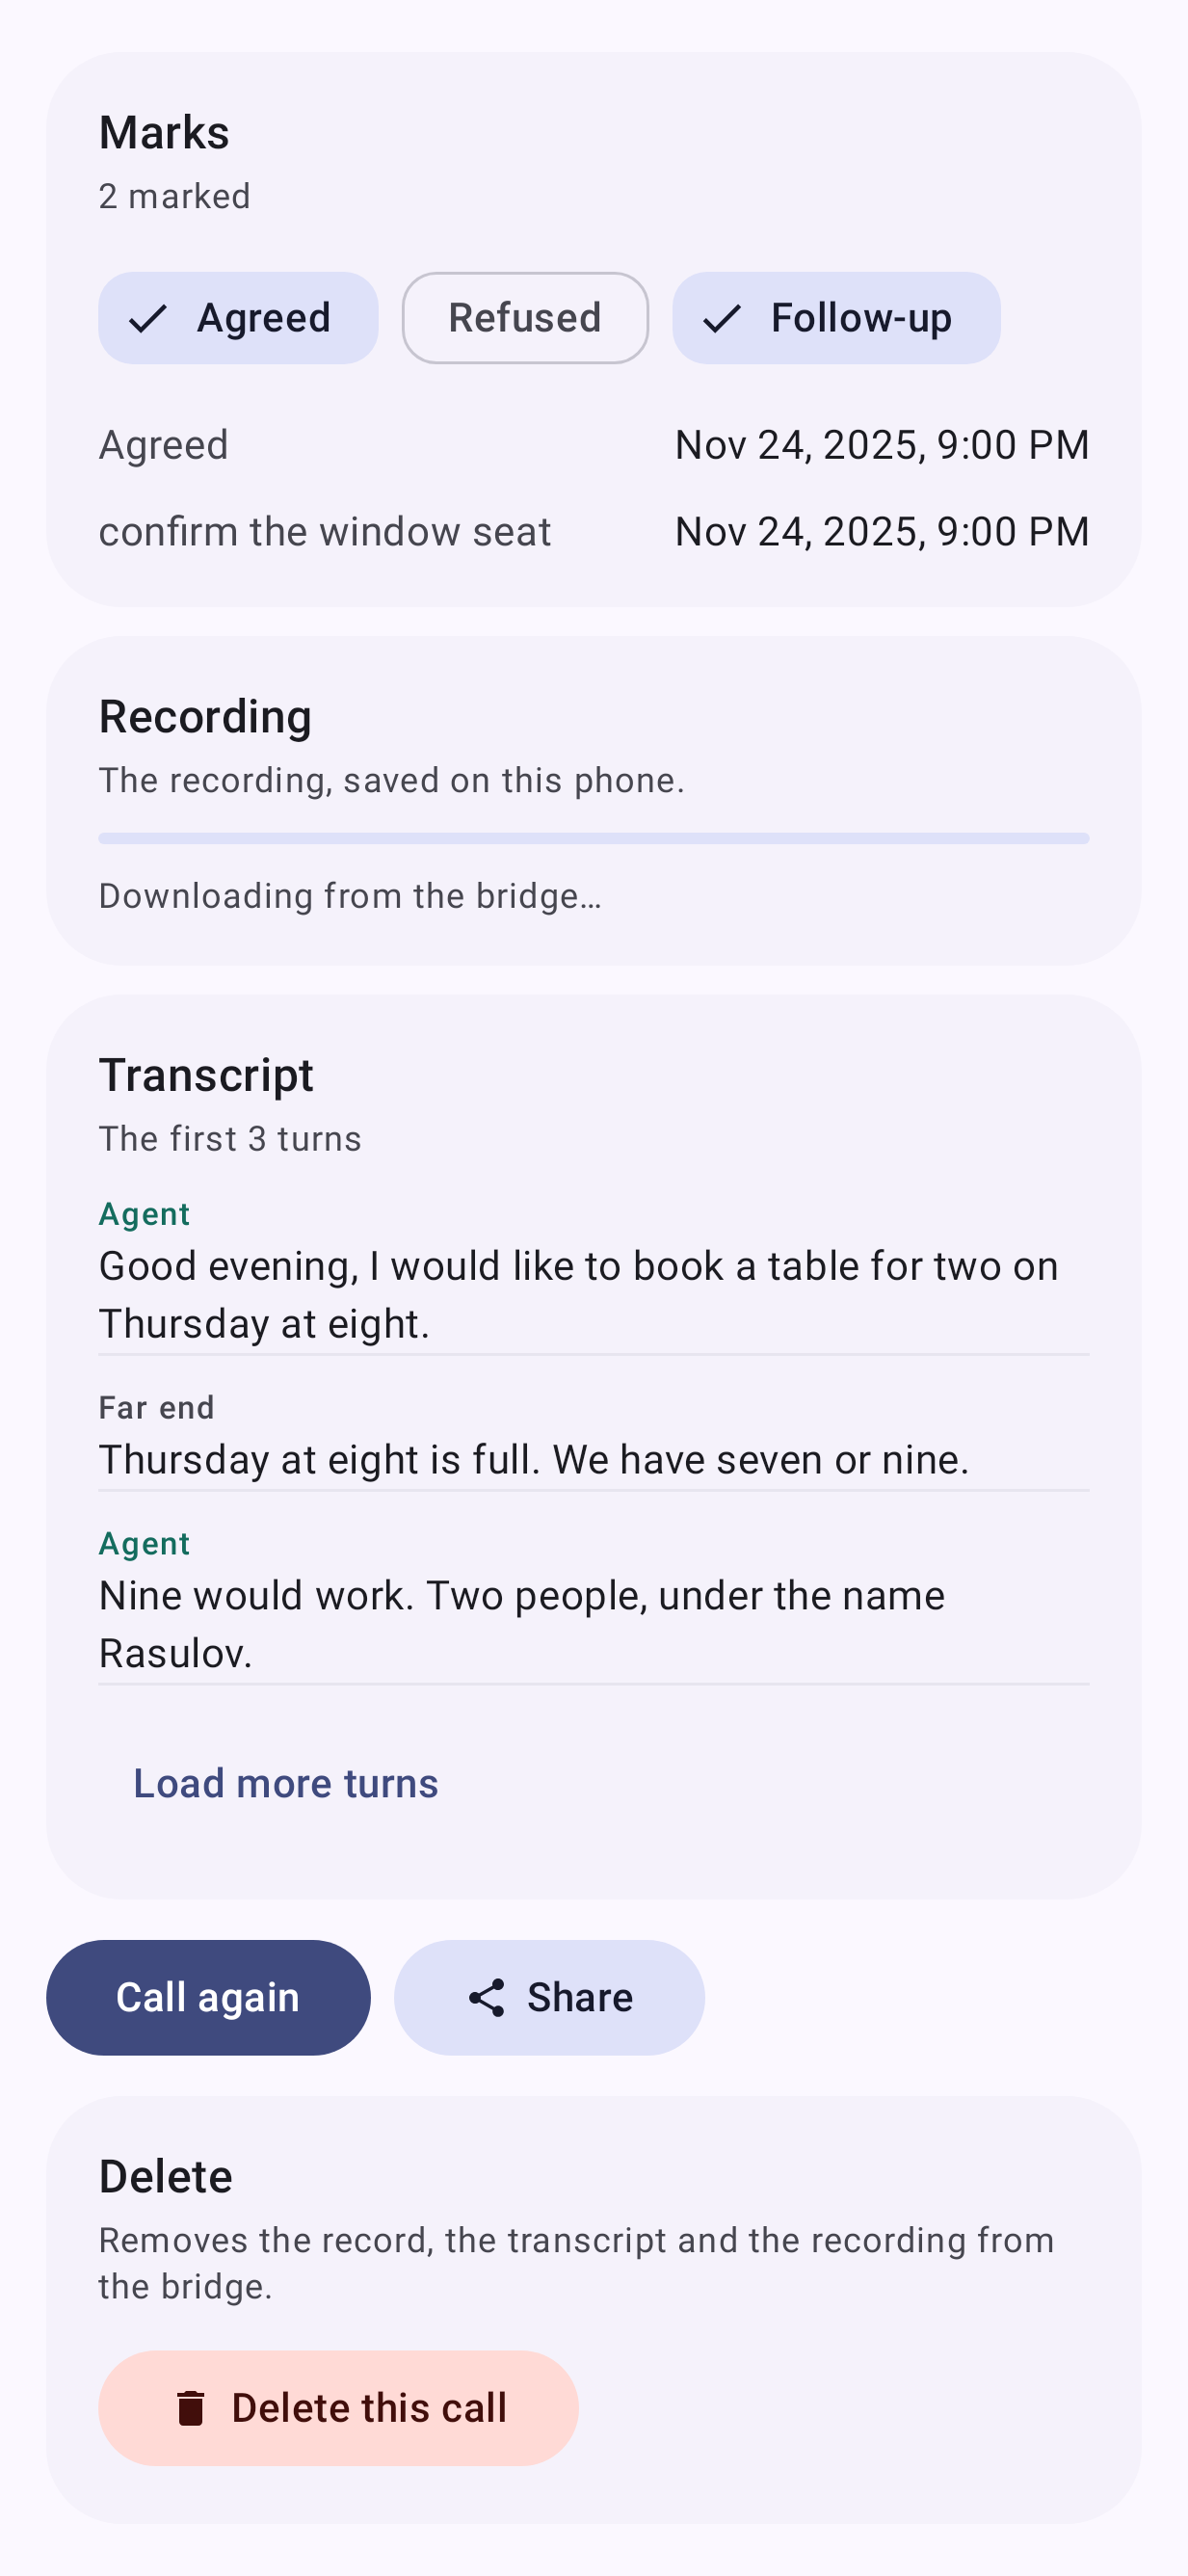 Marks
2 marked
Agreed
Refused
Follow-up
Agreed Nov 24, 2025, 9:00 PM
confirm the window seat Nov 24, 2025, 9:00 PM
Recording
The recording, saved on this phone.
Downloading from the bridge…
Transcript
The first 3 turns
Agent
Good evening, I would like to book a table for two on
Thursday at eight.
Far end
Thursday at eight is full. We have seven or nine.
Agent
Nine would work. Two people, under the name
Rasulov.
Load more turns
Call again
Share
Delete
Removes the record, the transcript and the recording from
the bridge.
Delete this call